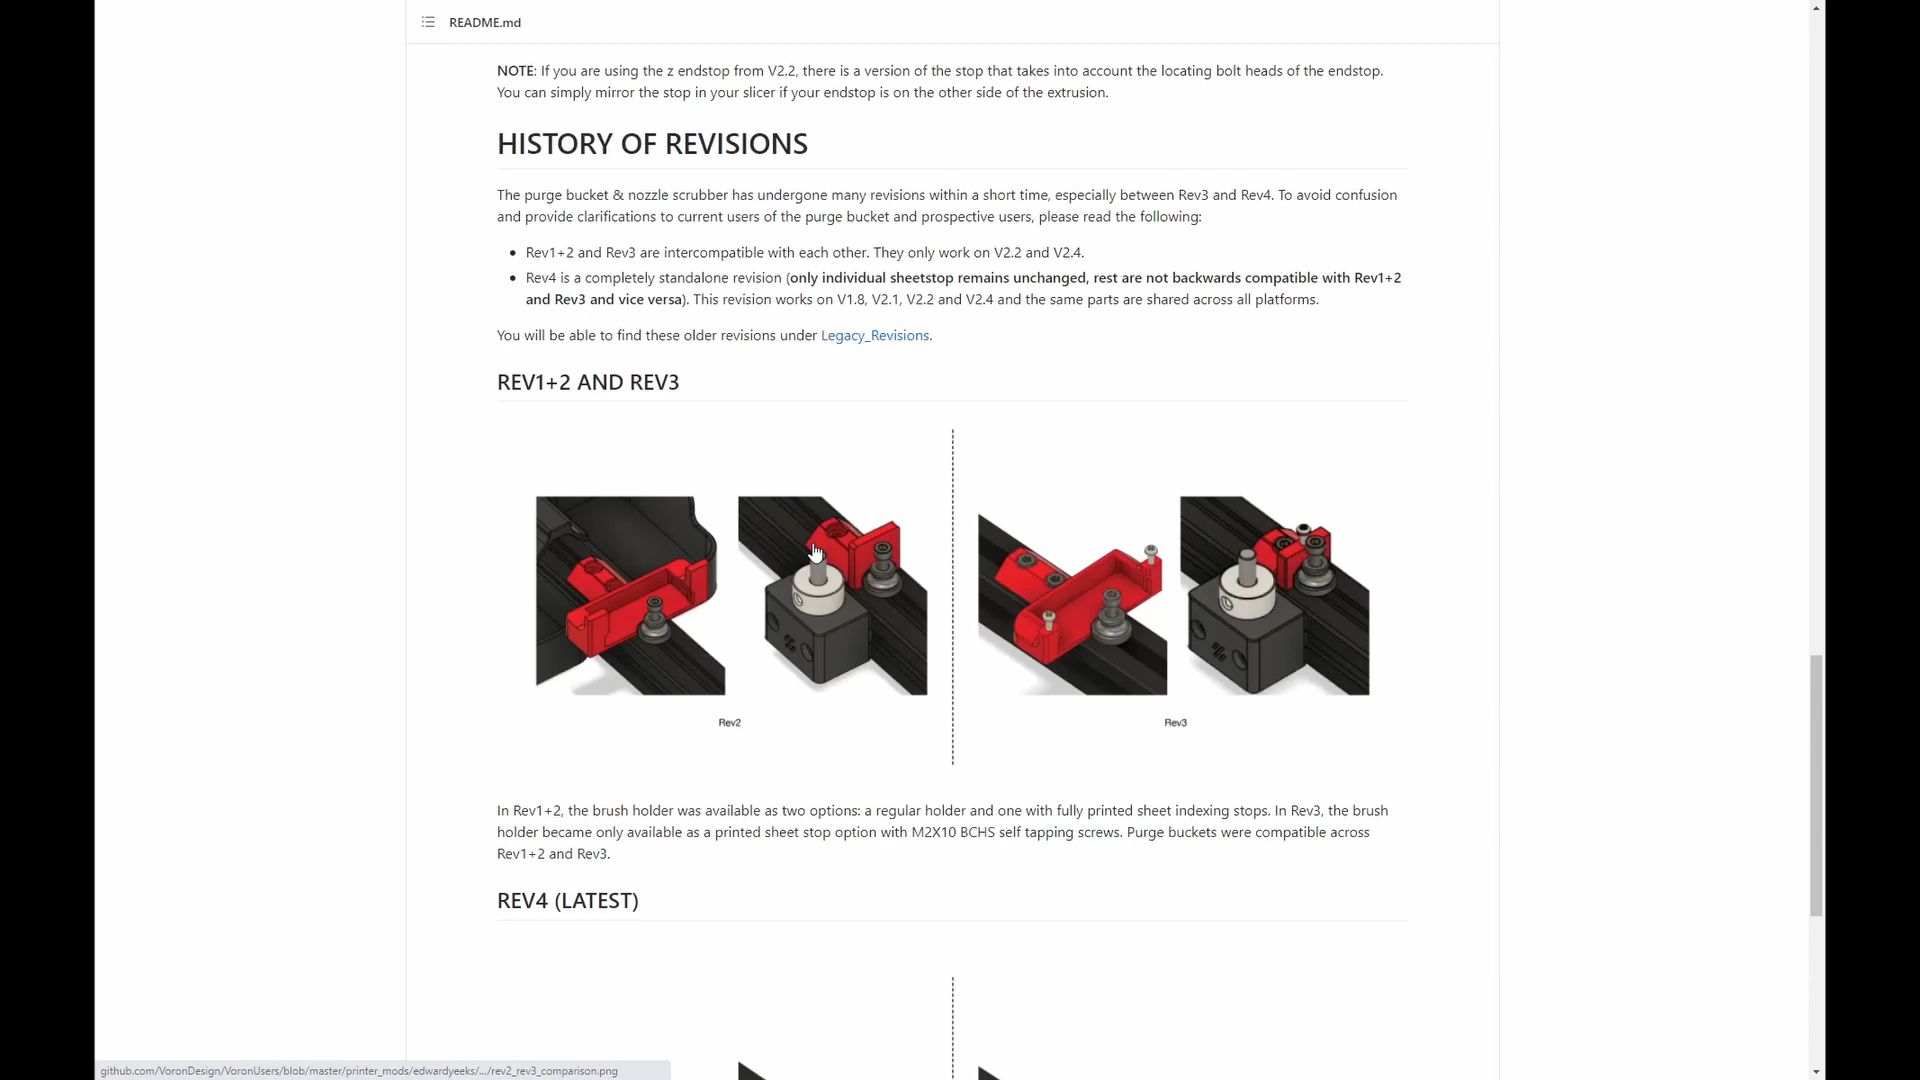 README.md
NOTE: If you are using the z endstop from V2.2, there is a version of the stop that takes into account the locating bolt heads of the endstop.
You can simply mirror the stop in your slicer if your endstop is on the other side of the extrusion.
HISTORY OF REVISIONS
The purge bucket & nozzle scrubber has undergone many revisions within a short time, especially between Rev3 and Rev4. To avoid confusion
and provide clarifications to current users of the purge bucket and prospective users, please read the following:
• Rev1+2 and Rev3 are intercompatible with each other. They only work on V2.2 and V2.4.
• Rev4 is a completely standalone revision (only individual sheetstop remains unchanged, rest are not backwards compatible with Rev1+2
and Rev3 and vice versa). This revision works on V1.8, V2.1, V2.2 and V2.4 and the same parts are shared across all platforms.
You will be able to find these older revisions under Legacy_Revisions.
REV1+2 AND REV3
Rev2
Rev3
In Rev1+2, the brush holder was available as two options: a regular holder and one with fully printed sheet indexing stops. In Rev3, the brush
holder became only available as a printed sheet stop option with M2X10 BCHS self tapping screws. Purge buckets were compatible across
Rev1+2 and Rev3.
REV4 (LATEST)
github.com/VoronDesign/VoronUsers/blob/master/printer_mods/edwardyeeks/.../rev2_rev3_comparison.png